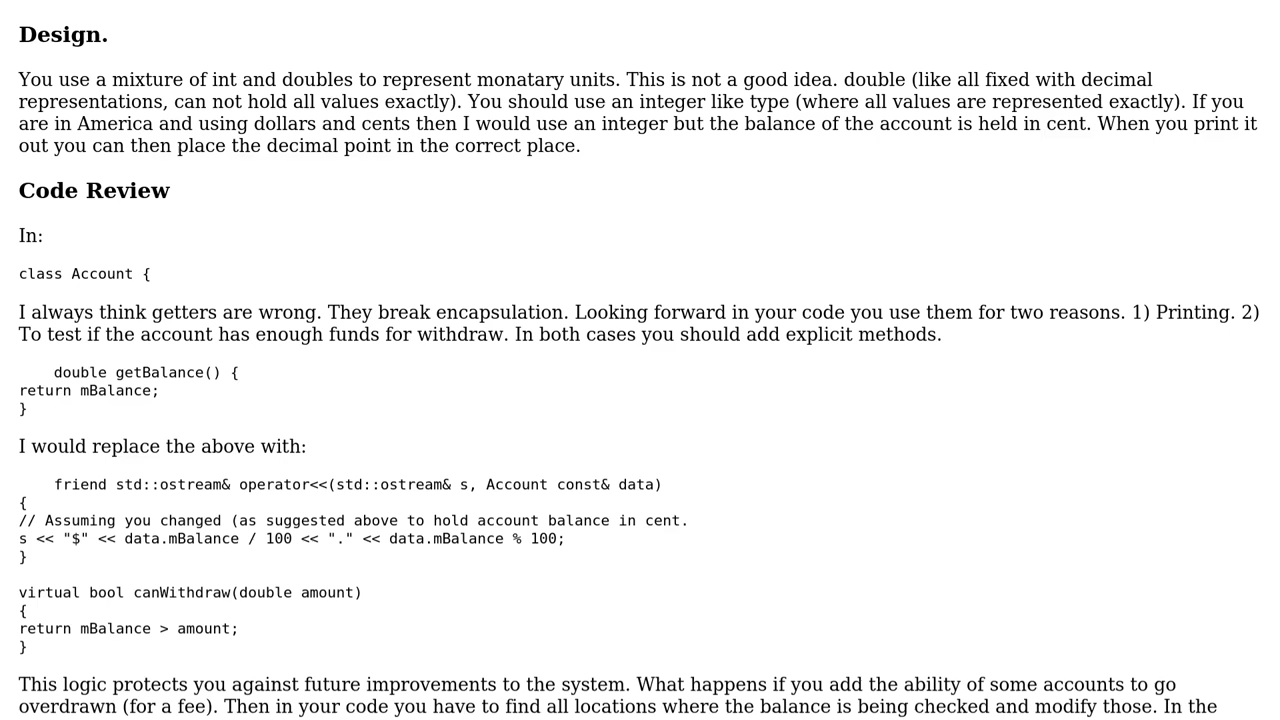 Design.
You use a mixture of int and doubles to represent monatary units. This is not a good idea. double (like all fixed with decimal
representations, can not hold all values exactly). You should use an integer like type (where all values are represented exactly). If you
are in America and using dollars and cents then I would use an integer but the balance of the account is held in cent. When you print it
out you can then place the decimal point in the correct place.
Code Review
In:
class Account {
I always think getters are wrong. They break encapsulation. Looking forward in your code you use them for two reasons. 1) Printing. 2)
To test if the account has enough funds for withdraw. In both cases you should add explicit methods.
    double getBalance() {
return mBalance;
}
I would replace the above with:
    friend std::ostream& operator<<(std::ostream& s, Account const& data)
{
// Assuming you changed (as suggested above to hold account balance in cent.
s << "$" << data.mBalance / 100 << "." << data.mBalance % 100;
}
virtual bool canWithdraw(double amount)
{
return mBalance > amount;
}
This logic protects you against future improvements to the system. What happens if you add the ability of some accounts to go
overdrawn (for a fee). Then in your code you have to find all locations where the balance is being checked and modify those. In the